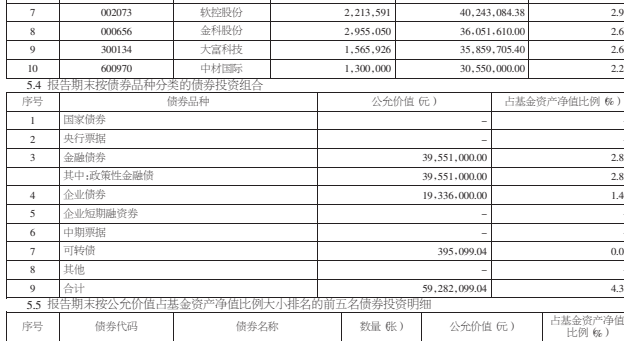 7 002073 软控股份 2,213,591 40,243,084.38 2.9
8 000656 金科股份 2,955,050 36,051,610.00 2.6
9 300134 大富科技 1,565,926 35,859,705.40 2.6
10 600970 中材国际 1,300,000 30,550,000.00 2.2
5.4 报告期末按债券品种分类的债券投资组合
序号 债券品种 公允价值(元) 占基金资产净值比例(%)
1 国家债券 – –
2 央行票据 – –
3 金融债券 39,551,000.00 2.8
其中:政策性金融债 39,551,000.00 2.8
4 企业债券 19,336,000.00 1.4
5 企业短期融资券 – –
6 中期票据 – –
7 可转债 395,099.04 0.0
8 其他 – –
9 合计 59,282,099.04 4.3
5.5 报告期末按公允价值占基金资产净值比例大小排名的前五名债券投资明细
序号 债券代码 债券名称 数量(张) 公允价值(元) 占基金资产净值
比例(%)